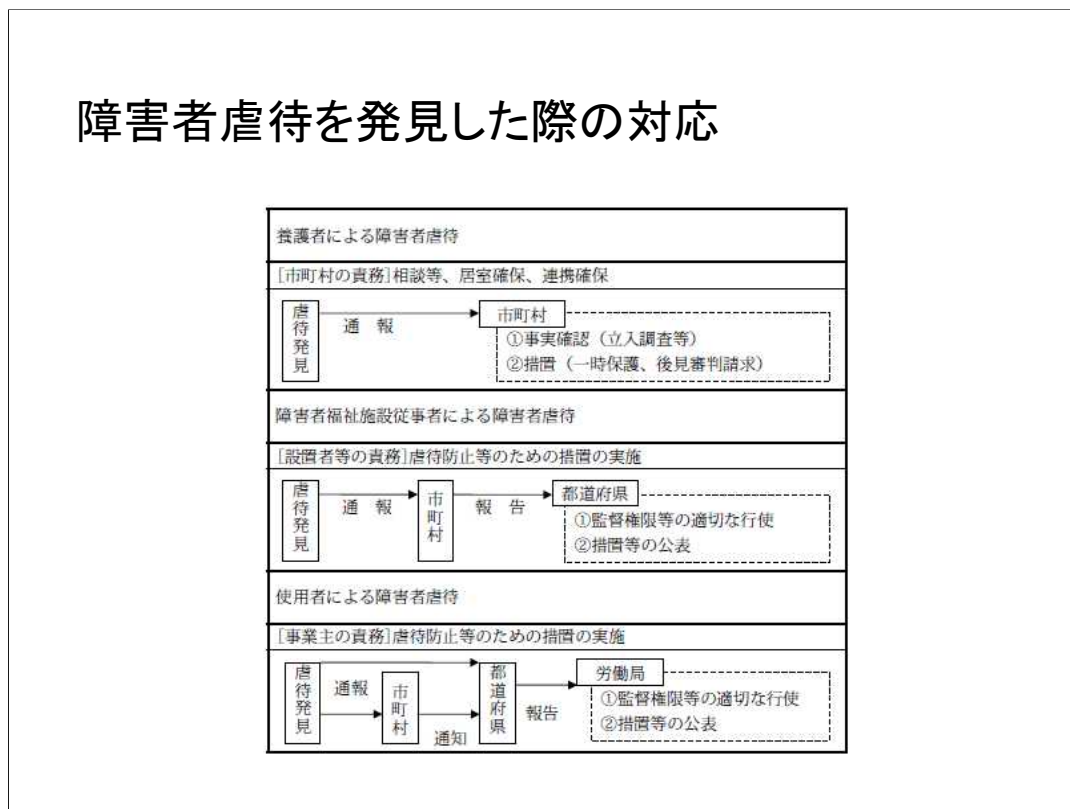 障害者虐待を発見した際の対応
養護者による障害者虐待
[市町村の責務]相談等、居室確保、連携確保
虐待発見
通 報
市町村
①事実確認（立入調査等）
②措置（一時保護、後見審判請求）
障害者福祉施設従事者による障害者虐待
[設置者等の責務]虐待防止等のための措置の実施
虐待発見
通 報
市町村
報 告
都道府県
①監督権限等の適切な行使
②措置等の公表
使用者による障害者虐待
[事業主の責務]虐待防止等のための措置の実施
虐待発見
通報
市町村
通知
都道府県
報告
労働局
①監督権限等の適切な行使
②措置等の公表